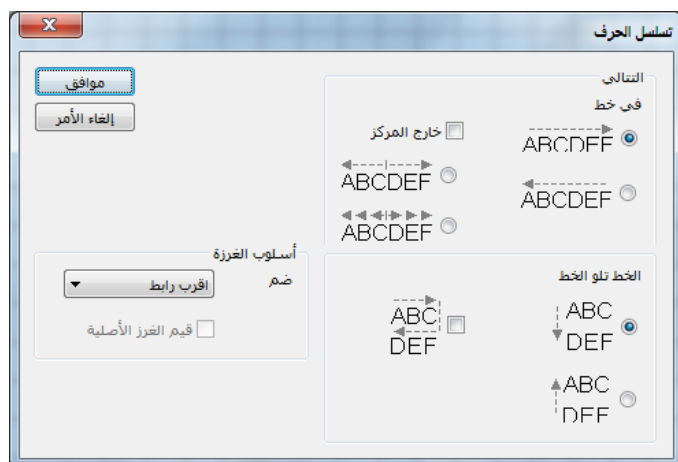 تسلسل الحرف
التتالي
في خط
ABCDEF
خارج المركز
ABCDEF
ABCDEF
ABCDEF
الخط تلو الخط
ABC
DEF
ABC
DEF
ABC
DEF
موافق
إلغاء الأمر
أسلوب الغرزة
ضم
اقرب رابط
قيم الغرز الأصلية